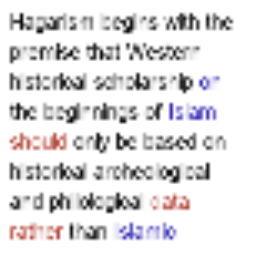 Hagarism begins with the
premise that Western
historical scholarship on
the beginnings of Islam
should only be based on
historical archeological
and philological data
rather than Islamic